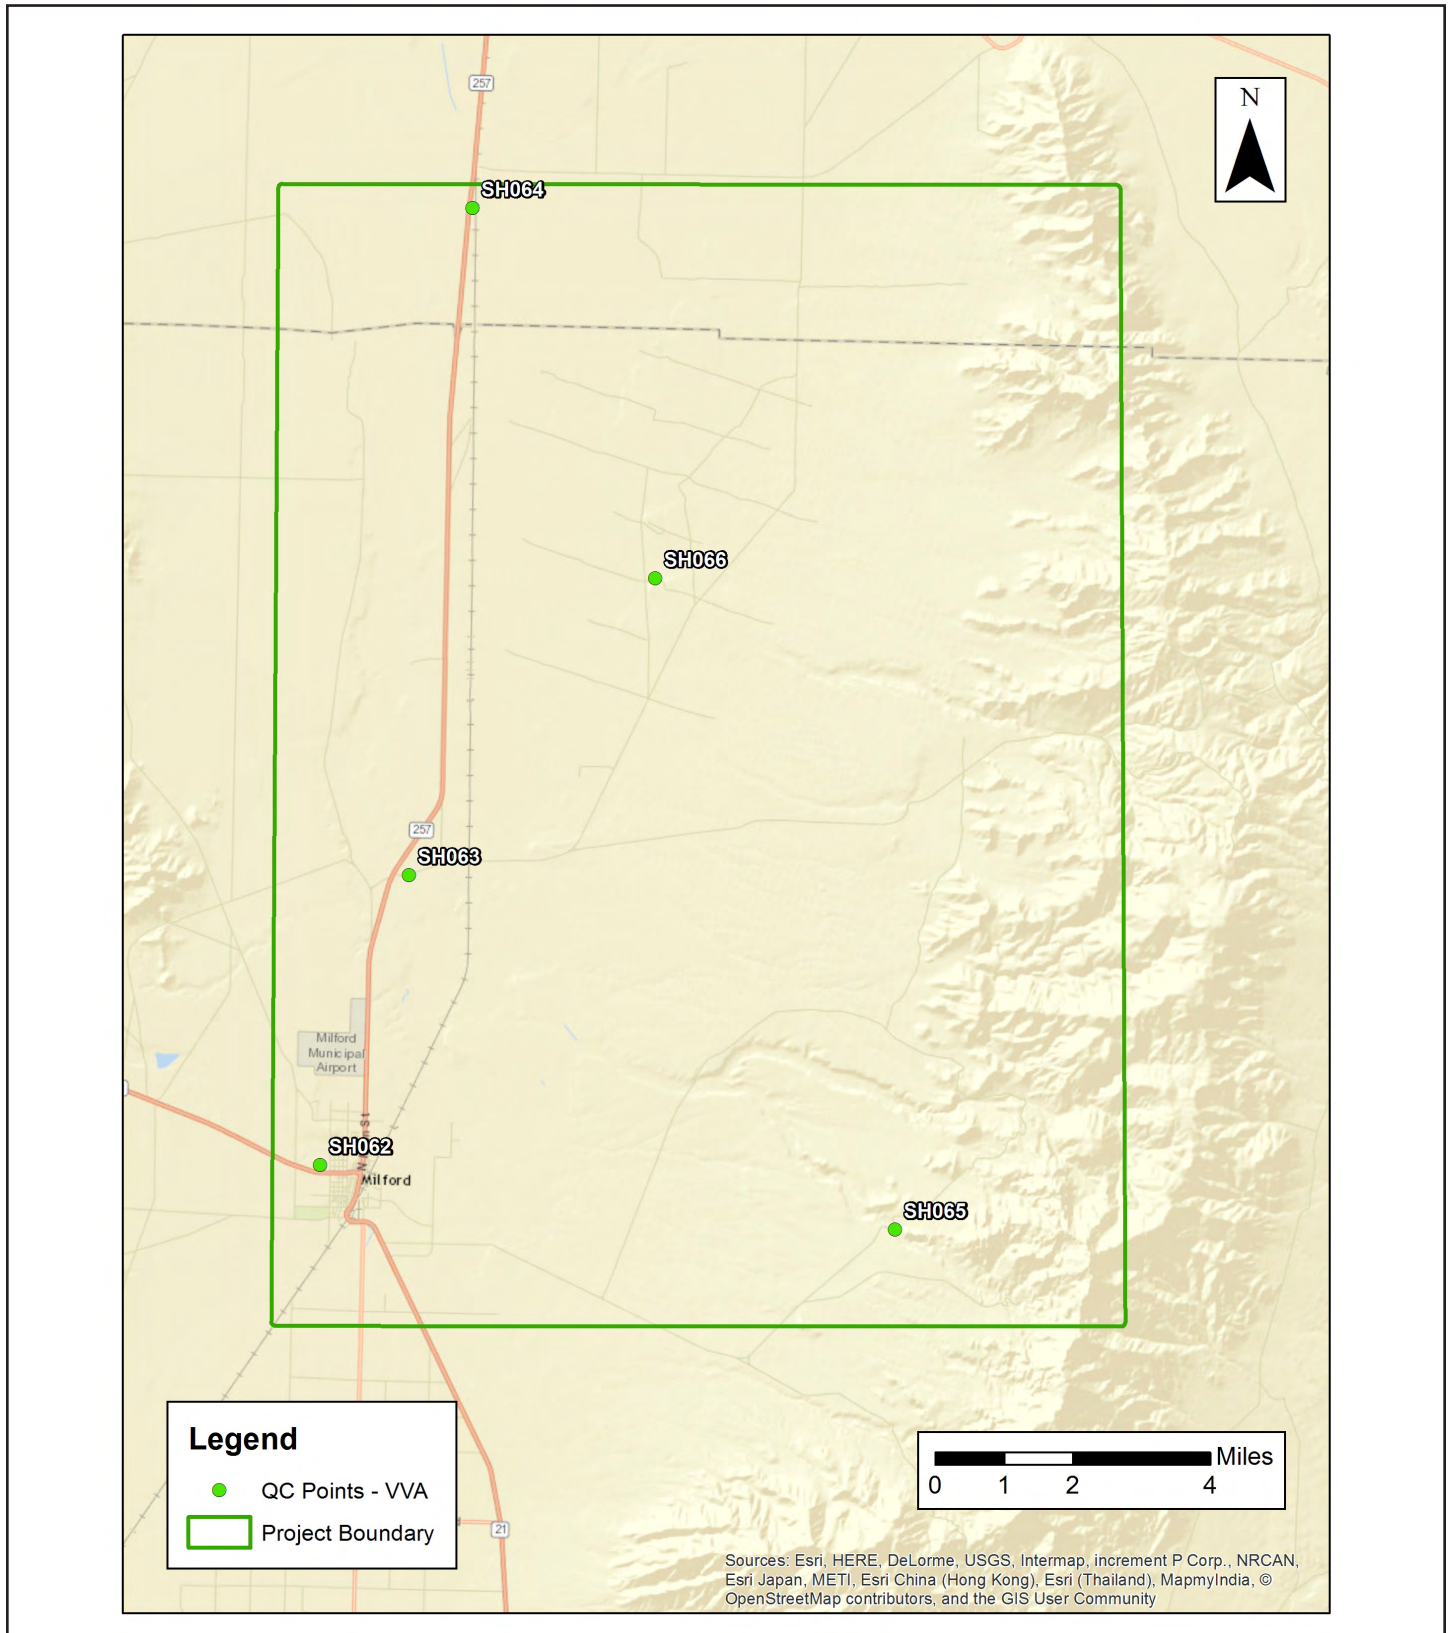 257
N
SH064
SH066
257
SH063
Milford
Municipal
Airport
SH062
Milford
SH065
Legend
QC Points - VVA
Project Boundary
21
Miles
0 1 2 4
Sources: Esri, HERE, DeLorme, USGS, Intermap, increment P Corp., NRCAN,
Esri Japan, METI, Esri China (Hong Kong), Esri (Thailand), MapmyIndia, ©
OpenStreetMap contributors, and the GIS User Community